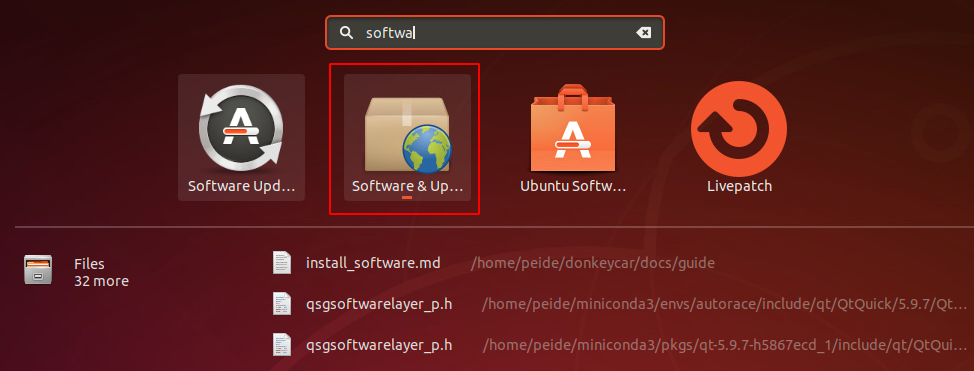 softwa
Software Upd...
Software & Up...
Ubuntu Softw...
Livepatch
Files
32 more
install_software.md /home/peide/donkeycar/docs/guide
qsgsoftwarelayer_p.h /home/peide/miniconda3/envs/autorace/include/qt/QtQuick/5.9.7/Qt...
qsgsoftwarelayer_p.h /home/peide/miniconda3/pkgs/qt-5.9.7-h5867ecd_1/include/qt/QtQui...